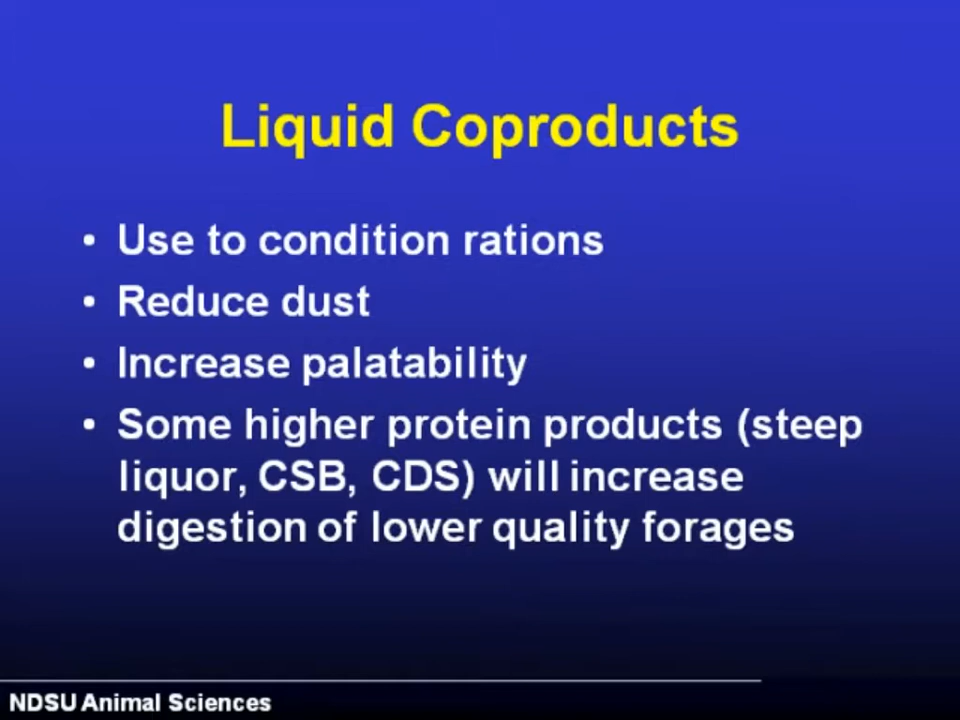 Liquid Coproducts
• Use to condition rations
• Reduce dust
• Increase palatability
• Some higher protein products (steep
liquor, CSB, CDS) will increase
digestion of lower quality forages
NDSU Animal Sciences